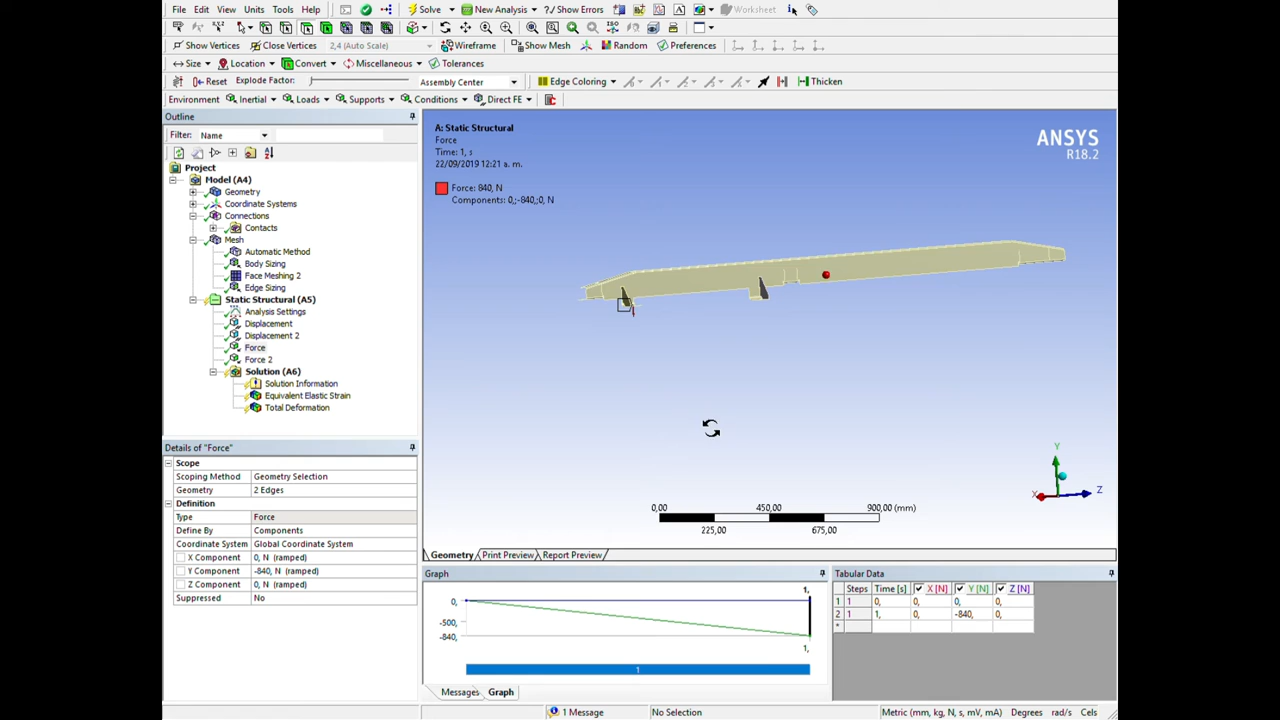 File Edit View Units Tools Help Solve New Analysis Show Errors Worksheet
Show Vertices Close Vertices 2,4 (Auto Scale) Wireframe Show Mesh Random Preferences
Size Location Convert Miscellaneous Tolerances
Reset Explode Factor: Assembly Center Edge Coloring Thicken
Environment Inertial Loads Supports Conditions Direct FE
Outline
Filter: Name
Project
Model (A4)
Geometry
Coordinate Systems
Connections
Contacts
Mesh
Automatic Method
Body Sizing
Face Meshing 2
Edge Sizing
Static Structural (A5)
Analysis Settings
Displacement
Displacement 2
Force
Force 2
Solution (A6)
Solution Information
Equivalent Elastic Strain
Total Deformation
Details of "Force"
Scope
Scoping Method Geometry Selection
Geometry 2 Edges
Definition
Type Force
Define By Components
Coordinate System Global Coordinate System
X Component 0, N (ramped)
Y Component -840, N (ramped)
Z Component 0, N (ramped)
Suppressed No
A: Static Structural
Force
Time: 1, s
22/09/2019 12:21 a. m.
Force: 840, N
Components: 0,;-840,;0, N
ANSYS
R18.2
Y
X
Z
0,00 450,00 900,00 (mm)
225,00 675,00
Geometry Print Preview Report Preview
Graph
1,
0,
-500,
-840,
1,
1
Messages Graph
Tabular Data
Steps Time [s] X [N] Y [N] Z [N]
1 1 0, 0, 0, 0,
2 1 1, 0, -840, 0,
*
1 Message No Selection Metric (mm, kg, N, s, mV, mA) Degrees rad/s Cels